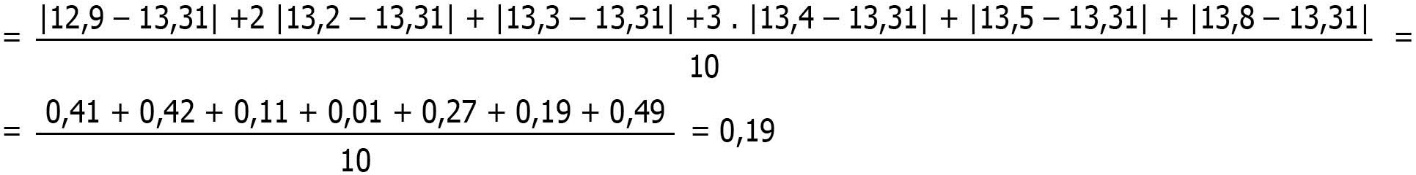 = |12,9 – 13,31| +2 |13,2 – 13,31| + |13,3 – 13,31| +3 . |13,4 – 13,31| + |13,5 – 13,31| + |13,8 – 13,31| =
10
= 0,41 + 0,42 + 0,11 + 0,01 + 0,27 + 0,19 + 0,49 = 0,19
10